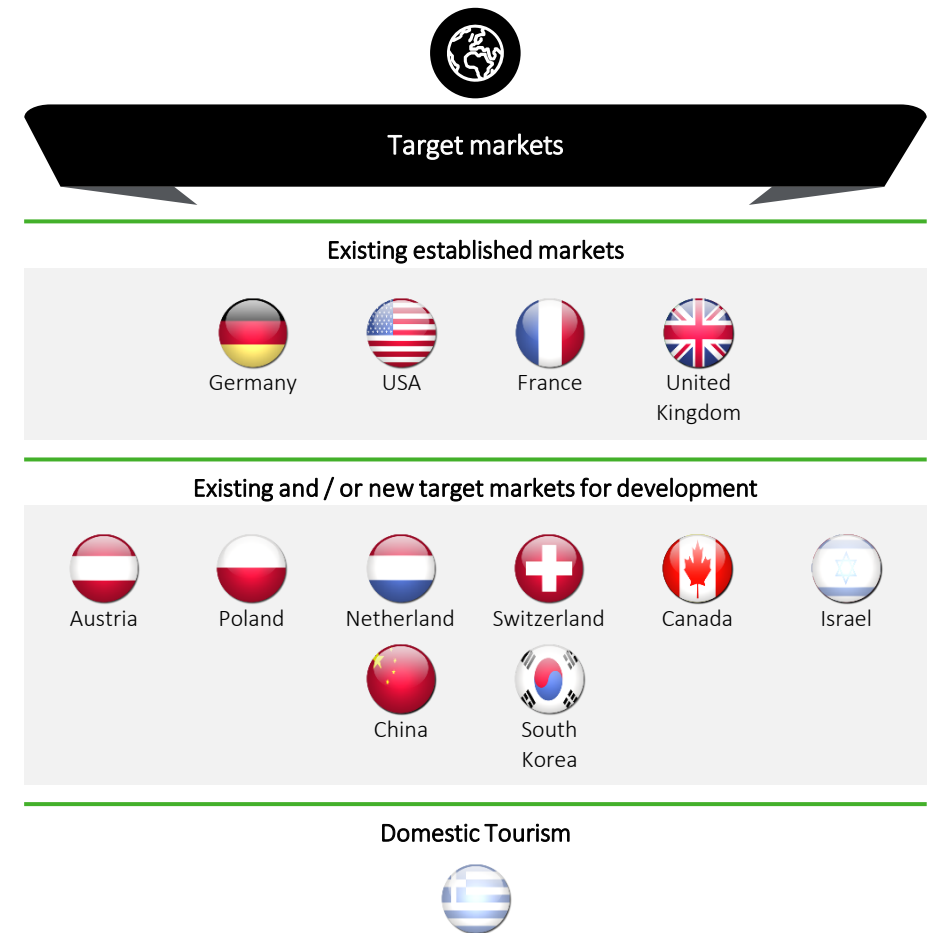 Target markets
Existing established markets
Germany USA France United
Kingdom
Existing and / or new target markets for development
Austria Poland Netherland Switzerland Canada Israel
China South
Korea
Domestic Tourism